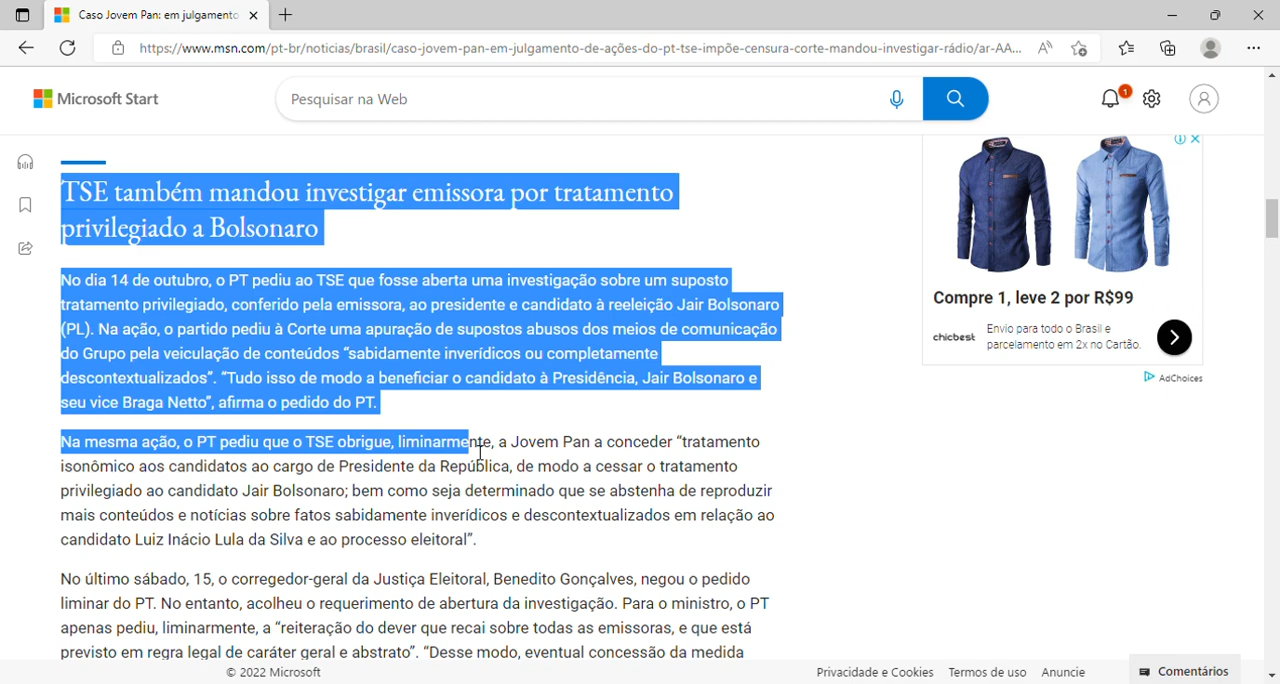 Caso Jovem Pan: em julgamento
https://www.msn.com/pt-br/noticias/brasil/caso-jovem-pan-em-julgamento-de-ações-do-pt-tse-impõe-censura-corte-mandou-investigar-rádio/ar-AA...
Microsoft Start
Pesquisar na Web
1
TSE também mandou investigar emissora por tratamento
privilegiado a Bolsonaro
No dia 14 de outubro, o PT pediu ao TSE que fosse aberta uma investigação sobre um suposto
tratamento privilegiado, conferido pela emissora, ao presidente e candidato à reeleição Jair Bolsonaro
(PL). Na ação, o partido pediu à Corte uma apuração de supostos abusos dos meios de comunicação
do Grupo pela veiculação de conteúdos “sabidamente inverídicos ou completamente
descontextualizados”. “Tudo isso de modo a beneficiar o candidato à Presidência, Jair Bolsonaro e
seu vice Braga Netto”, afirma o pedido do PT.
Na mesma ação, o PT pediu que o TSE obrigue, liminarmente, a Jovem Pan a conceder “tratamento
isonômico aos candidatos ao cargo de Presidente da República, de modo a cessar o tratamento
privilegiado ao candidato Jair Bolsonaro; bem como seja determinado que se abstenha de reproduzir
mais conteúdos e notícias sobre fatos sabidamente inverídicos e descontextualizados em relação ao
candidato Luiz Inácio Lula da Silva e ao processo eleitoral”.
No último sábado, 15, o corregedor-geral da Justiça Eleitoral, Benedito Gonçalves, negou o pedido
liminar do PT. No entanto, acolheu o requerimento de abertura da investigação. Para o ministro, o PT
apenas pediu, liminarmente, a “reiteração do dever que recai sobre todas as emissoras, e que está
previsto em regra legal de caráter geral e abstrato”. “Desse modo, eventual concessão da medida
Compre 1, leve 2 por R$99
chicbest
Envio para todo o Brasil e
parcelamento em 2x no Cartão.
AdChoices
© 2022 Microsoft
Privacidade e Cookies
Termos de uso
Anuncie
Comentários